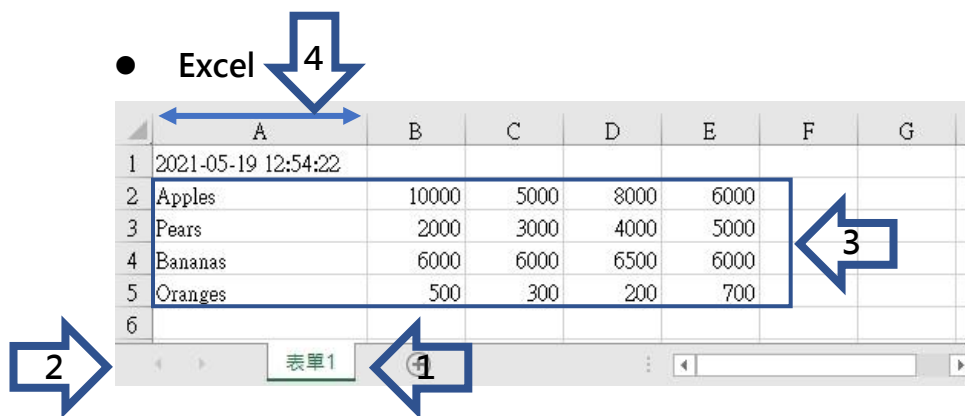 ● Excel 4
A B C D E F G
1 2021-05-19 12:54:22
2 Apples 10000 5000 8000 6000
3 Pears 2000 3000 4000 5000
4 Bananas 6000 6000 6500 6000
5 Oranges 500 300 200 700
3
6
2 表單1 1